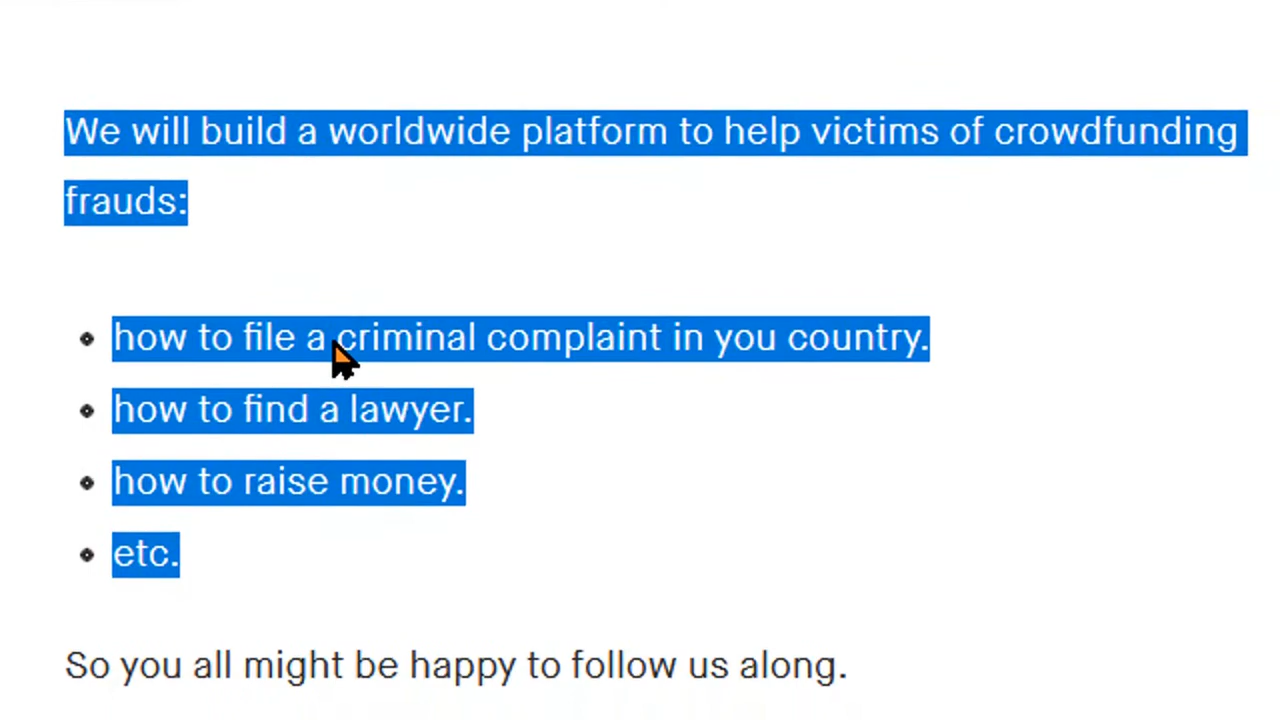 We will build a worldwide platform to help victims of crowdfunding
frauds:
how to file a criminal complaint in you country.
how to find a lawyer.
how to raise money.
etc.
So you all might be happy to follow us along.